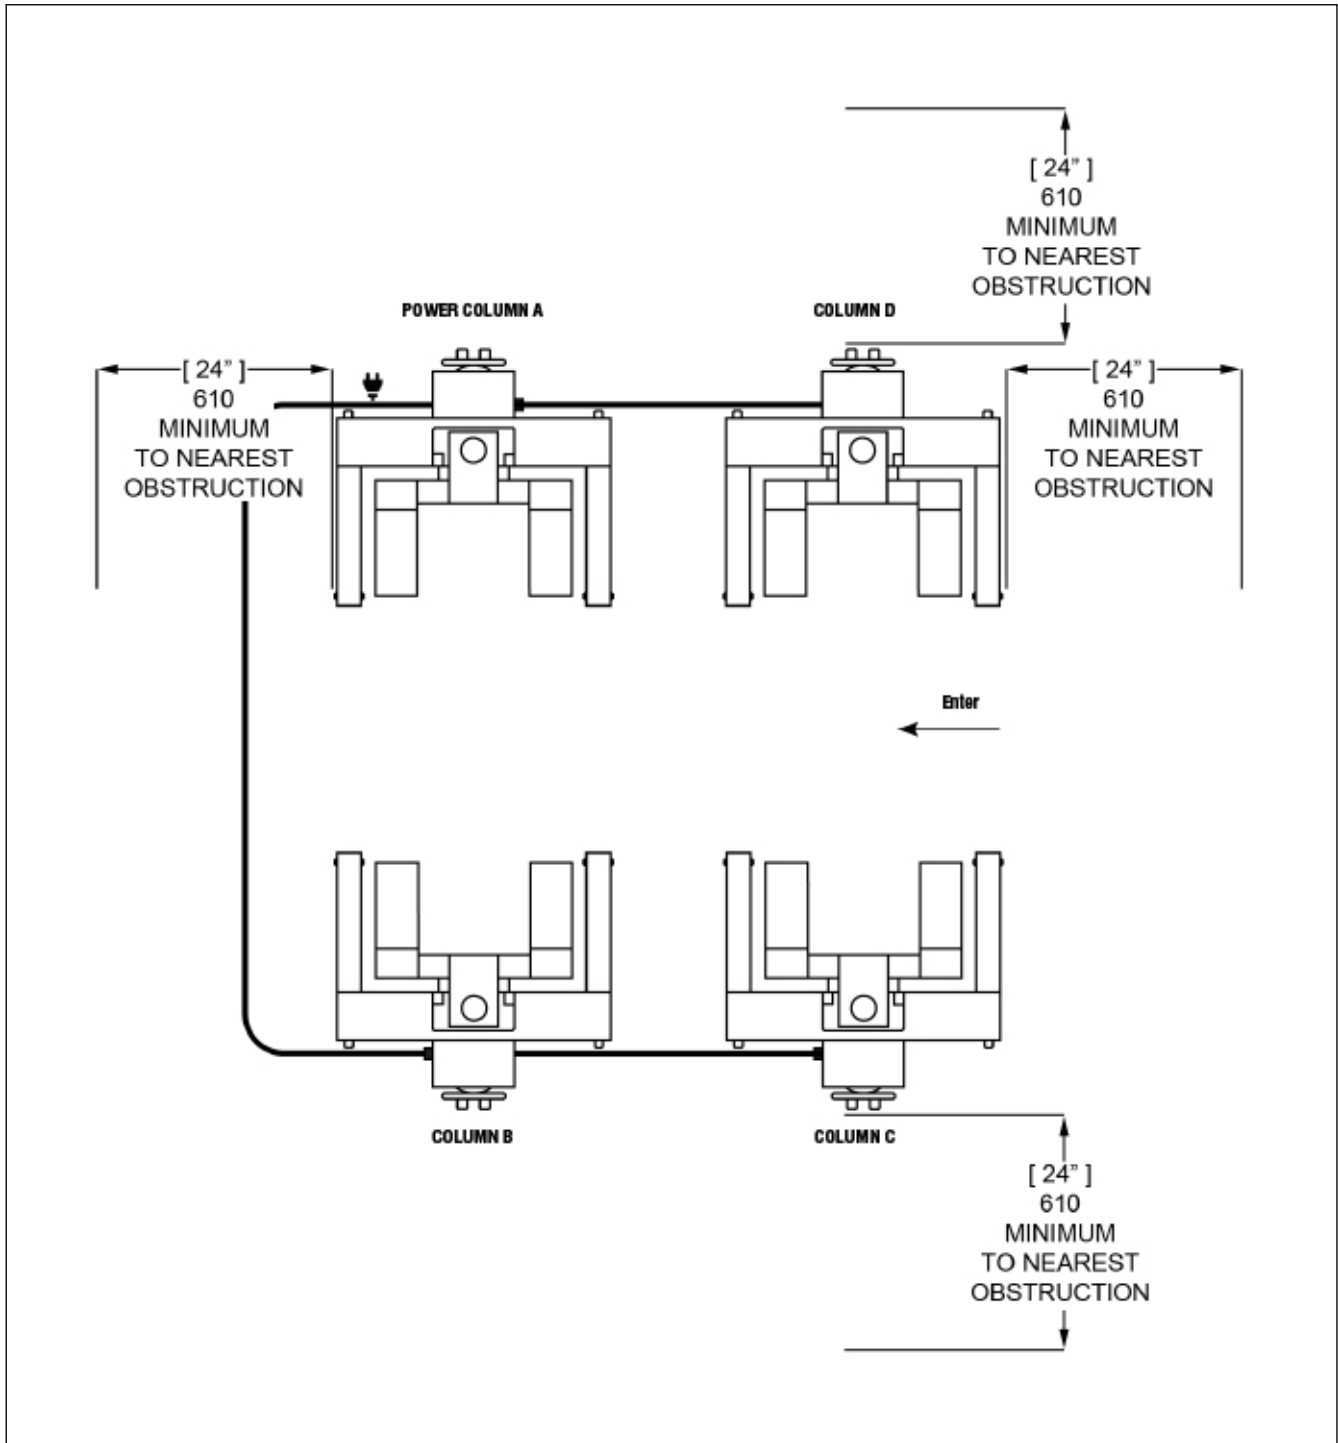 [ 24” ]
610
MINIMUM
TO NEAREST
OBSTRUCTION
POWER COLUMN A
COLUMN D
[ 24” ]
610
MINIMUM
TO NEAREST
OBSTRUCTION
[ 24” ]
610
MINIMUM
TO NEAREST
OBSTRUCTION
Enter
COLUMN B
COLUMN C
[ 24” ]
610
MINIMUM
TO NEAREST
OBSTRUCTION